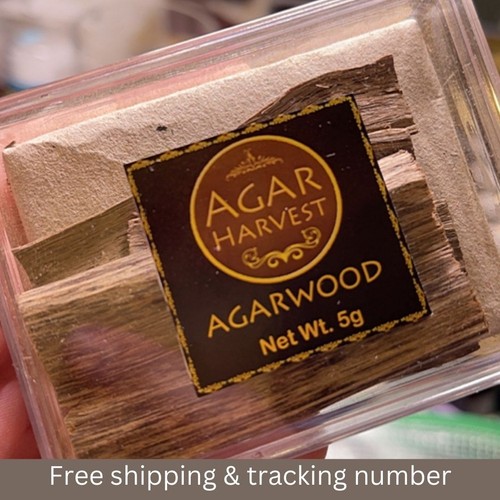 AGAR
HARVEST
AGARWOOD
Net Wt. 5g
Free shipping & tracking number